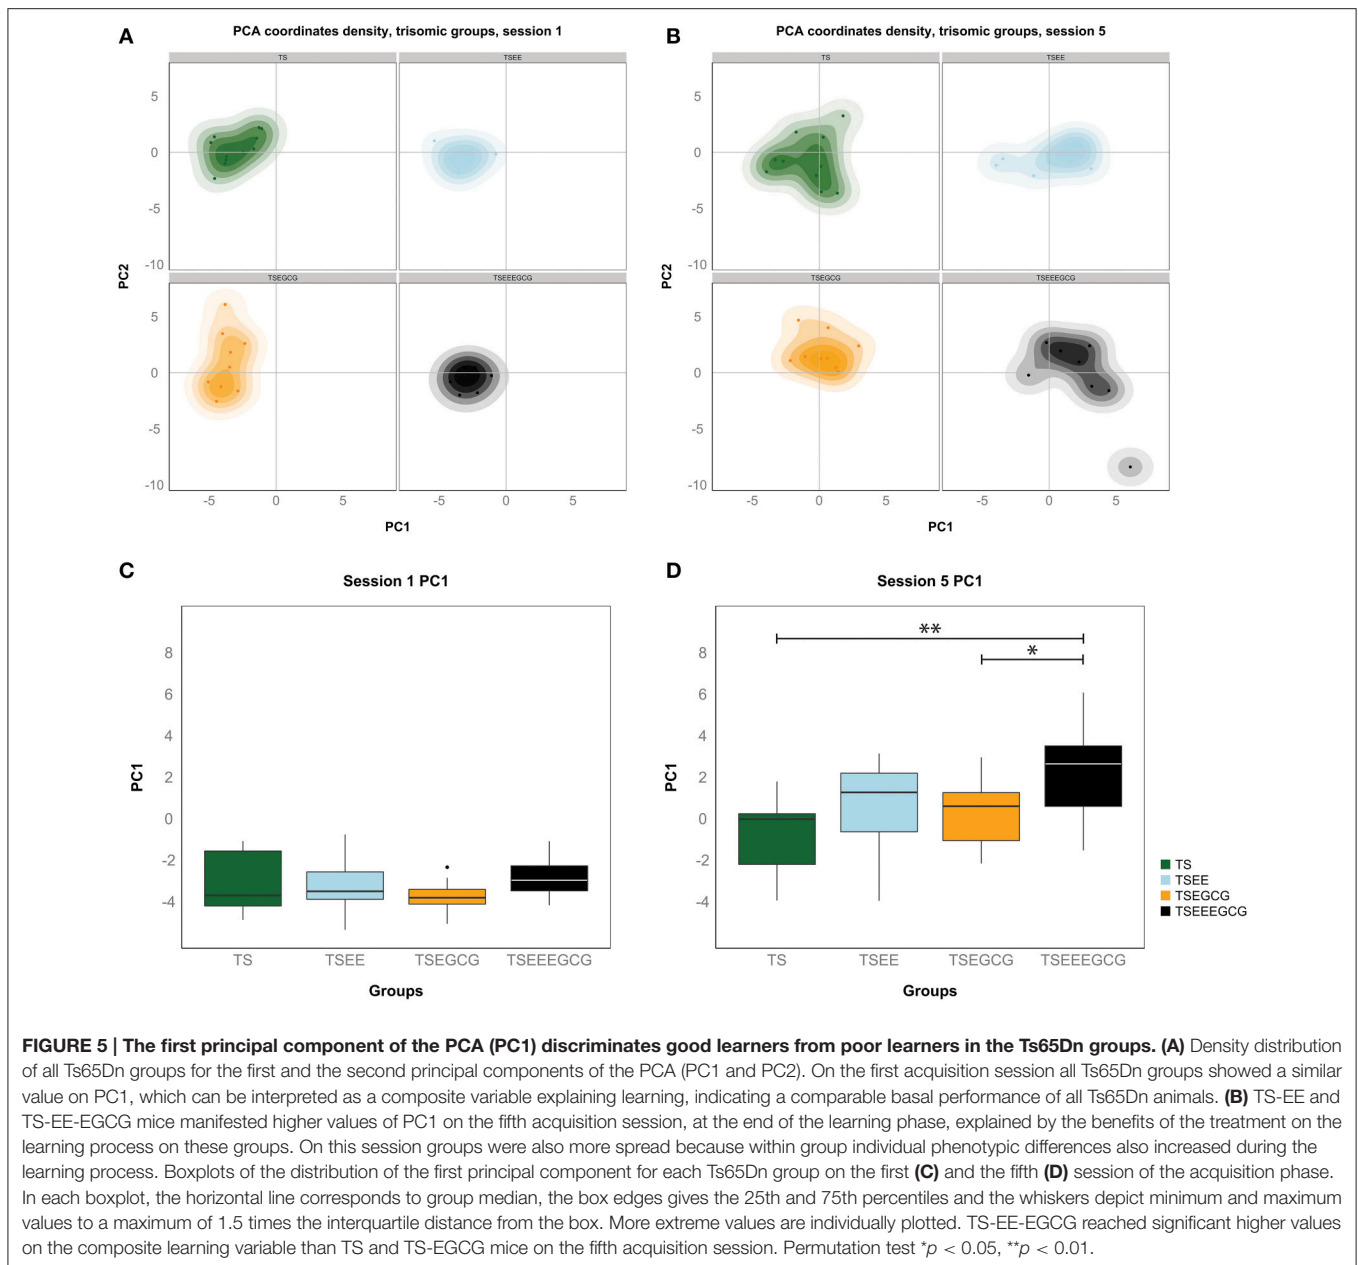 A
PCA coordinates density, trisomic groups, session 1
TS
TSEE
5
0
-5
-10
TSEGCG
TSEEEGCG
5
0
-5
-10
PC2
-5
0
5
-5
0
5
PC1
B
PCA coordinates density, trisomic groups, session 5
TS
TSEE
5
0
-5
-10
TSEGCG
TSEEEGCG
5
0
-5
-10
PC2
-5
0
5
-5
0
5
PC1
C
Session 1 PC1
8
6
4
2
0
-2
-4
PC1
TS
TSEE
TSEGCG
TSEEEGCG
Groups
D
Session 5 PC1
**
*
8
6
4
2
0
-2
-4
PC1
TS
TSEE
TSEGCG
TSEEEGCG
Groups
TS
TSEE
TSEGCG
TSEEEGCG
FIGURE 5 | The first principal component of the PCA (PC1) discriminates good learners from poor learners in the Ts65Dn groups. (A) Density distribution
of all Ts65Dn groups for the first and the second principal components of the PCA (PC1 and PC2). On the first acquisition session all Ts65Dn groups showed a similar
value on PC1, which can be interpreted as a composite variable explaining learning, indicating a comparable basal performance of all Ts65Dn animals. (B) TS-EE and
TS-EE-EGCG mice manifested higher values of PC1 on the fifth acquisition session, at the end of the learning phase, explained by the benefits of the treatment on the
learning process on these groups. On this session groups were also more spread because within group individual phenotypic differences also increased during the
learning process. Boxplots of the distribution of the first principal component for each Ts65Dn group on the first (C) and the fifth (D) session of the acquisition phase.
In each boxplot, the horizontal line corresponds to group median, the box edges gives the 25th and 75th percentiles and the whiskers depict minimum and maximum
values to a maximum of 1.5 times the interquartile distance from the box. More extreme values are individually plotted. TS-EE-EGCG reached significant higher values
on the composite learning variable than TS and TS-EGCG mice on the fifth acquisition session. Permutation test *p < 0.05, **p < 0.01.